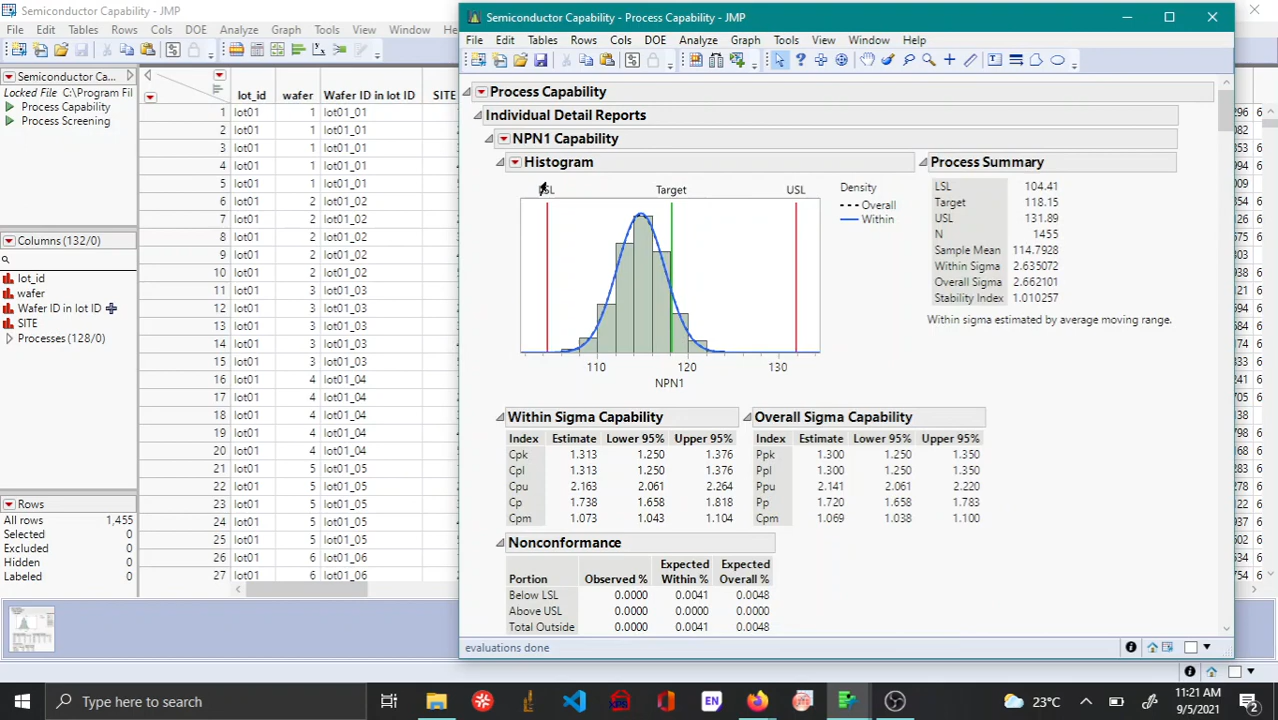 Semiconductor Capability - JMP
File Edit Tables Rows Cols DOE Analyze Graph Tools View Window
Semiconductor Ca...
Locked File C:\Program Fil
Process Capability
Process Screening
Columns (132/0)
lot_id
wafer
Wafer ID in lot ID
SITE
Processes (128/0)
Rows
All rows 1,455
Selected 0
Excluded 0
Hidden 0
Labeled 0
lot_id wafer Wafer ID in lot ID SITE
1 lot01 1 lot01_01
2 lot01 1 lot01_01
3 lot01 1 lot01_01
4 lot01 1 lot01_01
5 lot01 1 lot01_01
6 lot01 2 lot01_02
7 lot01 2 lot01_02
8 lot01 2 lot01_02
9 lot01 2 lot01_02
10 lot01 2 lot01_02
11 lot01 3 lot01_03
12 lot01 3 lot01_03
13 lot01 3 lot01_03
14 lot01 3 lot01_03
15 lot01 3 lot01_03
16 lot01 4 lot01_04
17 lot01 4 lot01_04
18 lot01 4 lot01_04
19 lot01 4 lot01_04
20 lot01 4 lot01_04
21 lot01 5 lot01_05
22 lot01 5 lot01_05
23 lot01 5 lot01_05
24 lot01 5 lot01_05
25 lot01 5 lot01_05
26 lot01 6 lot01_06
27 lot01 6 lot01_06
Semiconductor Capability - Process Capability - JMP
File Edit Tables Rows Cols DOE Analyze Graph Tools View Window Help
Process Capability
Individual Detail Reports
NPN1 Capability
Histogram
LSL Target USL
110 120 130
NPN1
Density
Overall
Within
Process Summary
LSL 104.41
Target 118.15
USL 131.89
N 1455
Sample Mean 114.7928
Within Sigma 2.635072
Overall Sigma 2.662101
Stability Index 1.010257
Within sigma estimated by average moving range.
Within Sigma Capability
Index Estimate Lower 95% Upper 95%
Cpk 1.313 1.250 1.376
Cpl 1.313 1.250 1.376
Cpu 2.163 2.061 2.264
Cp 1.738 1.658 1.818
Cpm 1.073 1.043 1.104
Overall Sigma Capability
Index Estimate Lower 95% Upper 95%
Ppk 1.300 1.250 1.350
Ppl 1.300 1.250 1.350
Ppu 2.141 2.061 2.220
Pp 1.720 1.658 1.783
Cpm 1.069 1.038 1.100
Nonconformance
Portion Observed % Expected Within % Expected Overall %
Below LSL 0.0000 0.0041 0.0048
Above USL 0.0000 0.0000 0.0000
Total Outside 0.0000 0.0041 0.0048
evaluations done
Type here to search
EN
23°C
11:21 AM
9/5/2021
2